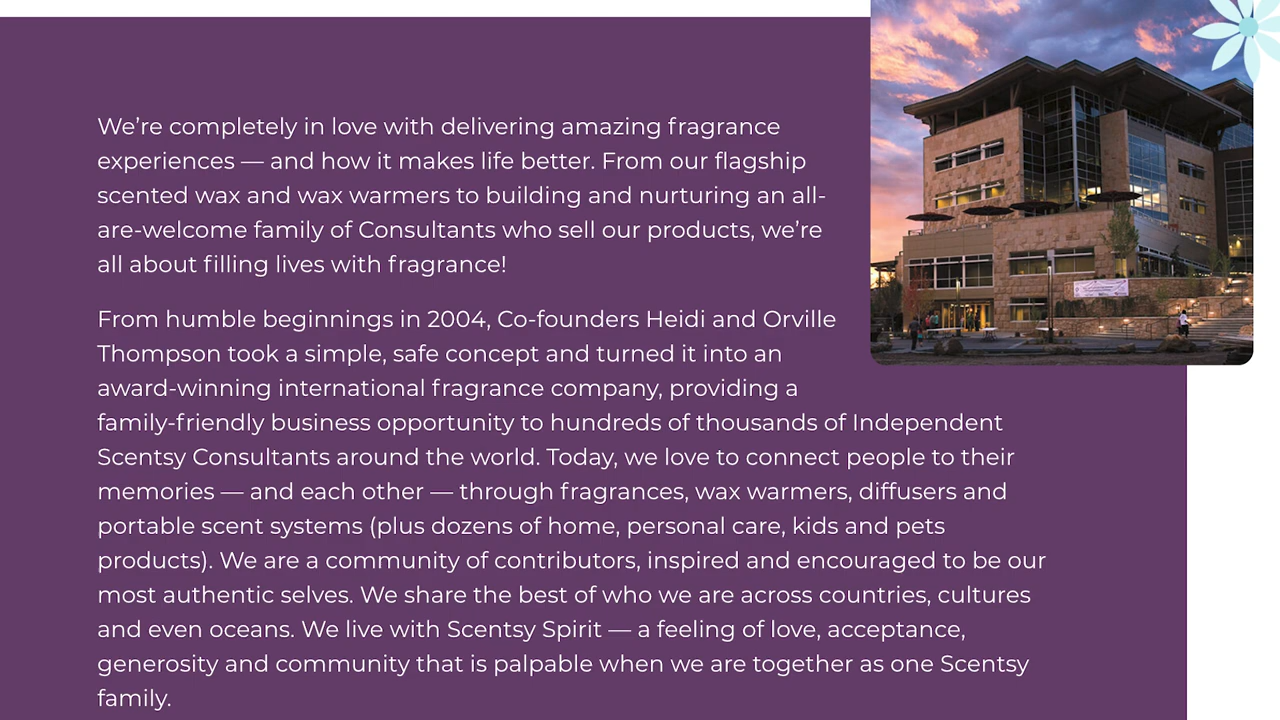 We’re completely in love with delivering amazing fragrance
experiences — and how it makes life better. From our flagship
scented wax and wax warmers to building and nurturing an all-
are-welcome family of Consultants who sell our products, we’re
all about filling lives with fragrance!
From humble beginnings in 2004, Co-founders Heidi and Orville
Thompson took a simple, safe concept and turned it into an
award-winning international fragrance company, providing a
family-friendly business opportunity to hundreds of thousands of Independent
Scentsy Consultants around the world. Today, we love to connect people to their
memories — and each other — through fragrances, wax warmers, diffusers and
portable scent systems (plus dozens of home, personal care, kids and pets
products). We are a community of contributors, inspired and encouraged to be our
most authentic selves. We share the best of who we are across countries, cultures
and even oceans. We live with Scentsy Spirit — a feeling of love, acceptance,
generosity and community that is palpable when we are together as one Scentsy
family.